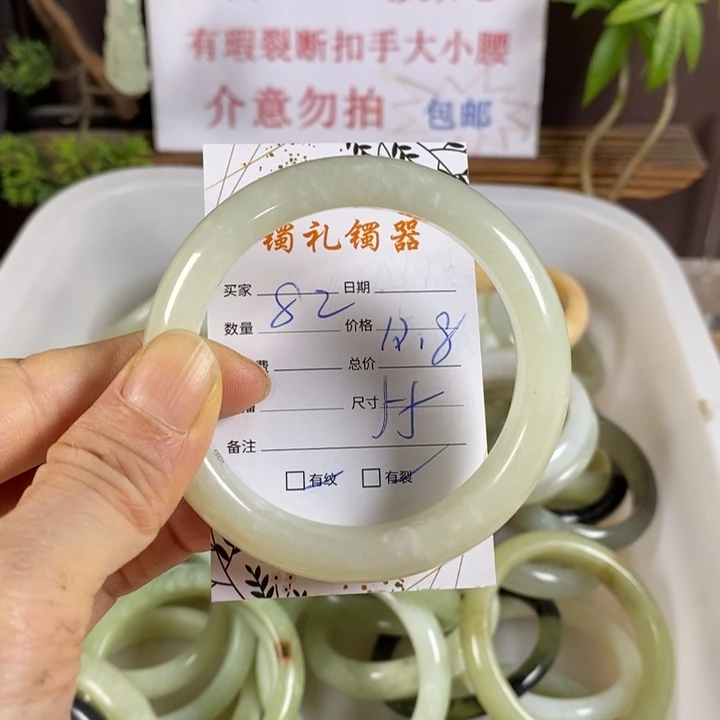 有瑕裂断扣手大小腰
介意勿拍 包邮
镯礼镯器
买家 日期
数量 82 价格 12.8
费 总价
尺寸
备注
有纹 有裂